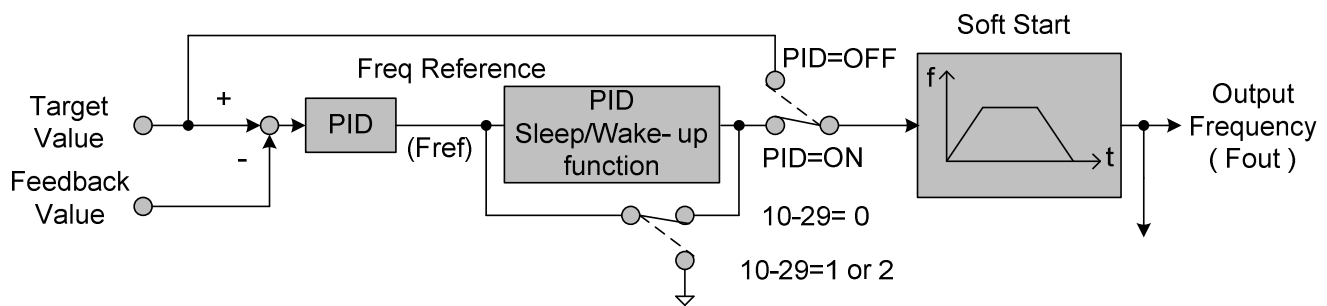 Soft Start
PID=OFF
Freq Reference
f
Target
Value
+
PID
PID
Sleep/Wake- up
function
Output
Frequency
( Fout )
-
(Fref)
PID=ON
t
Feedback
Value
10-29= 0
10-29=1 or 2